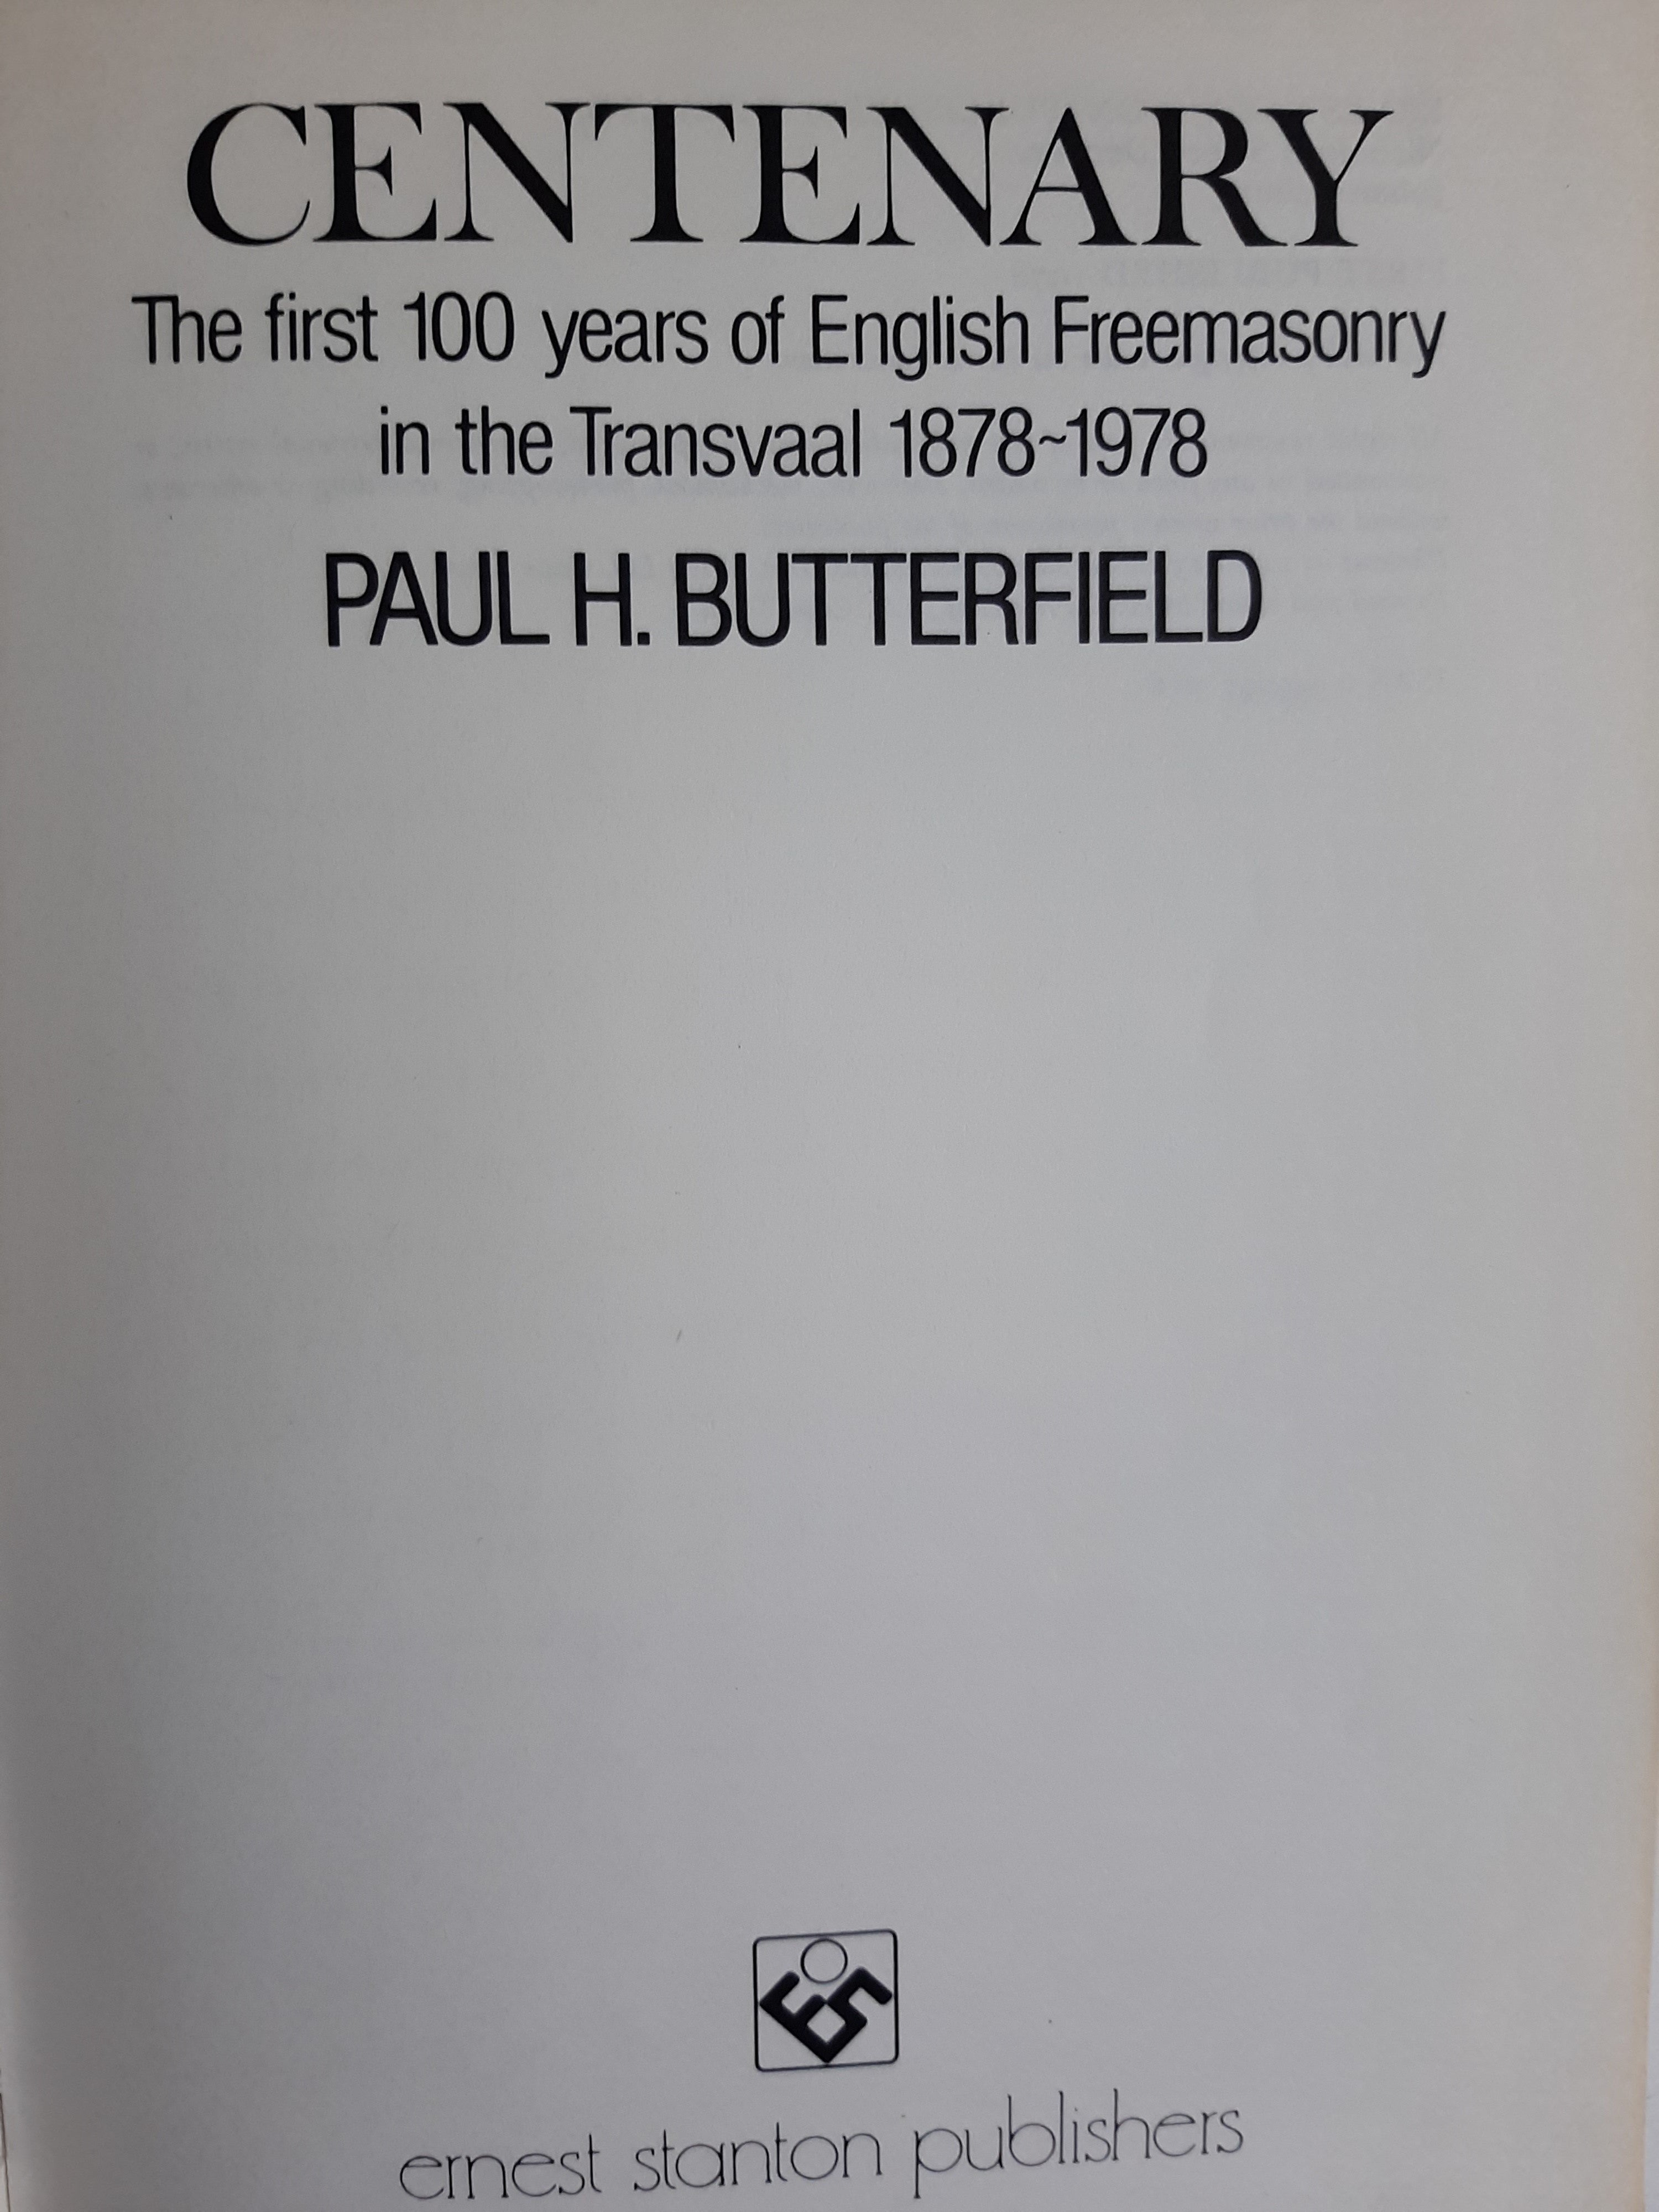 CENTENARY
The first 100 years of English Freemasonry
in the Transvaal 1878~1978
PAUL H. BUTTERFIELD
ernest stanton publishers